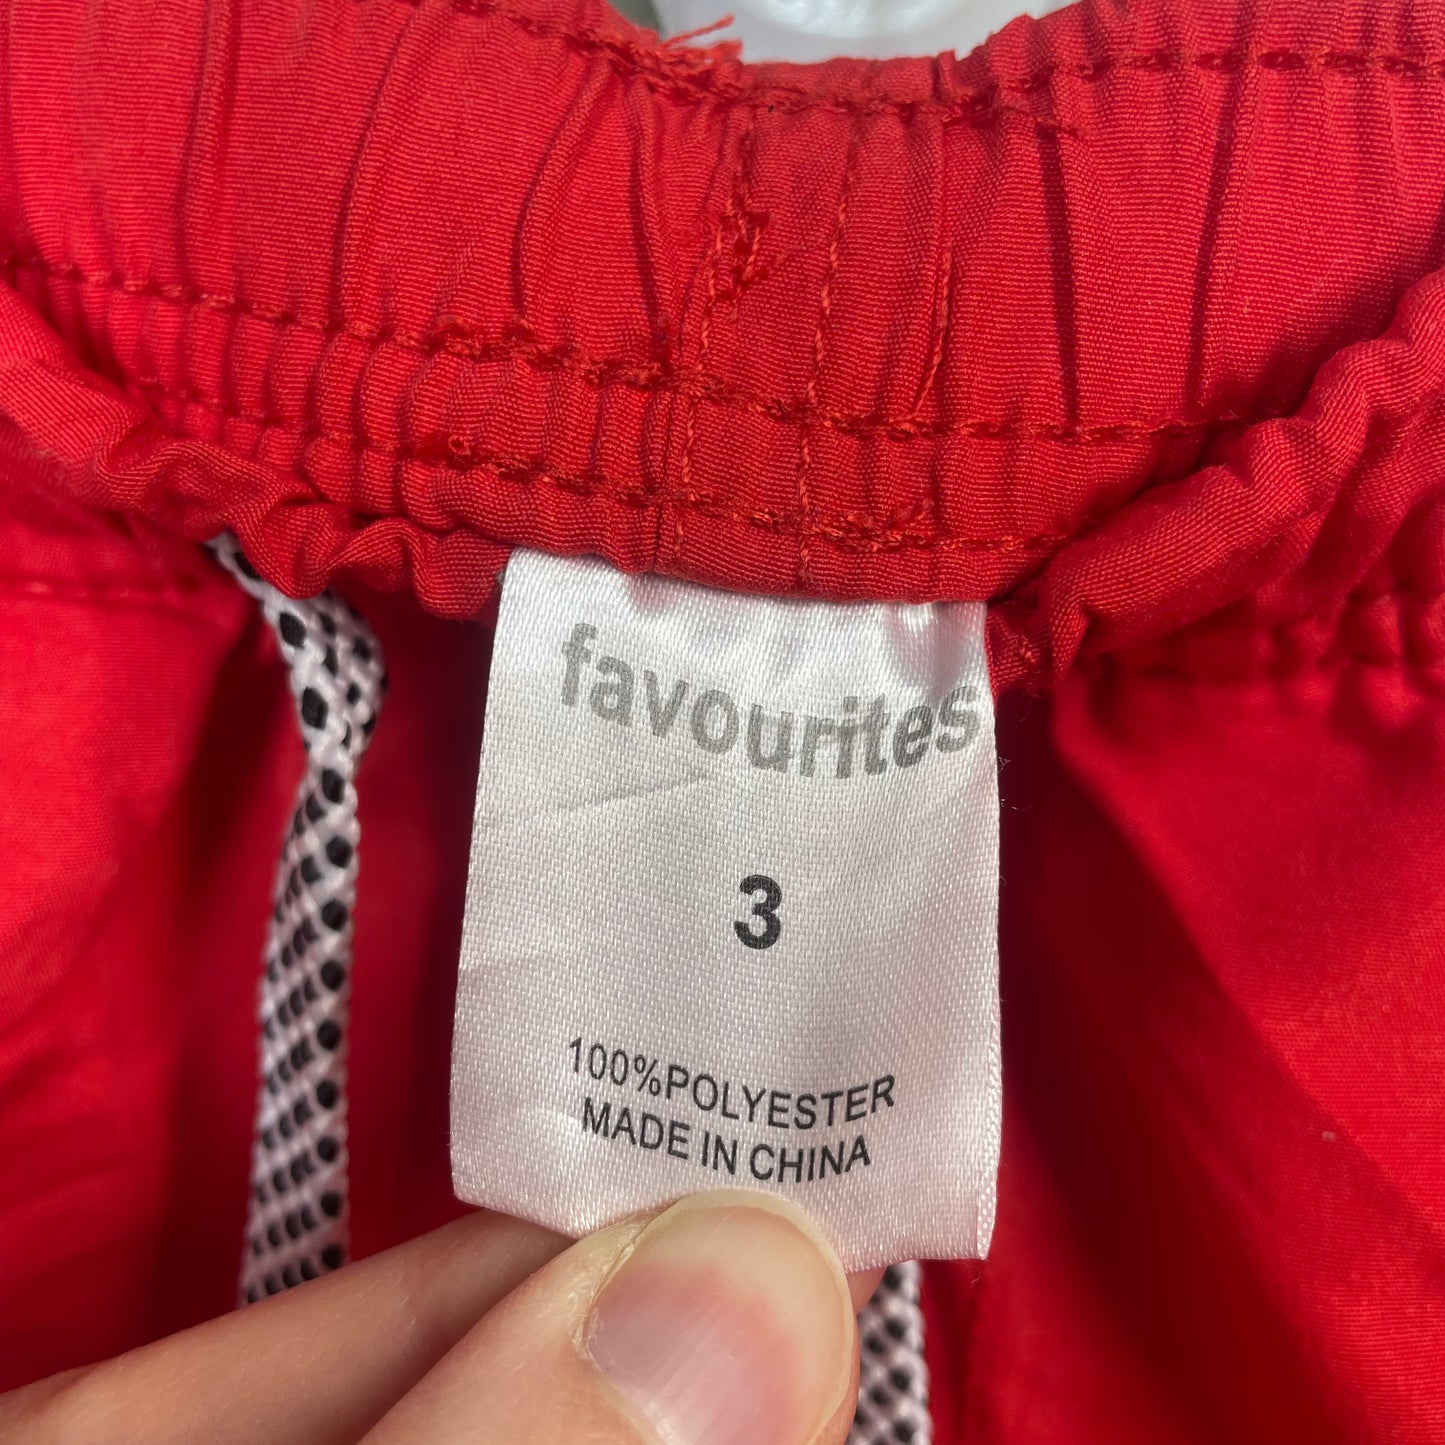 favourites
3
100%POLYESTER
MADE IN CHINA